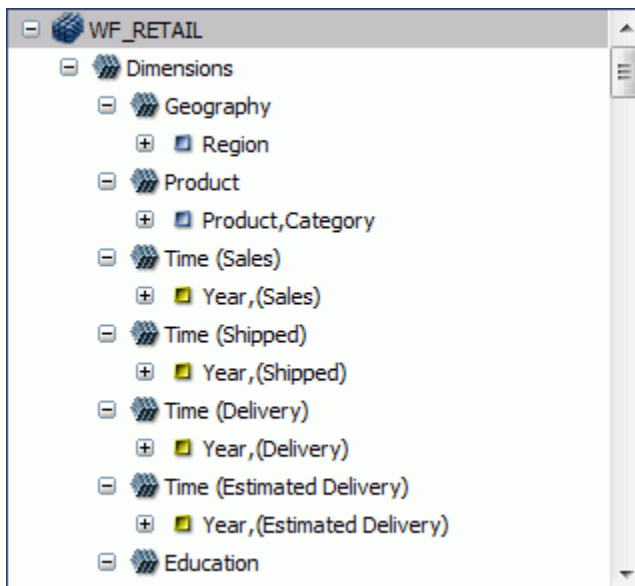 WF_RETAIL
Dimensions
Geography
Region
Product
Product,Category
Time (Sales)
Year,(Sales)
Time (Shipped)
Year,(Shipped)
Time (Delivery)
Year,(Delivery)
Time (Estimated Delivery)
Year,(Estimated Delivery)
Education